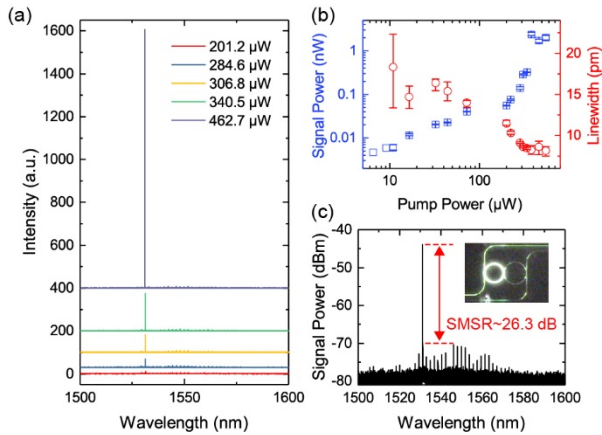 (a)
1600
1400
1200
1000
800
600
400
200
0
Intensity (a.u.)
201.2 μW
284.6 μW
306.8 μW
340.5 μW
462.7 μW
1500
1550
1600
Wavelength (nm)
(b)
Signal Power (nW)
1
0.1
0.01
Linewidth (pm)
20
15
10
5
10
100
Pump Power (μW)
(c)
Signal Power (dBm)
-40
-50
-60
-70
-80
SMSR~26.3 dB
1500 1520 1540 1560 1580 1600
Wavelength (nm)